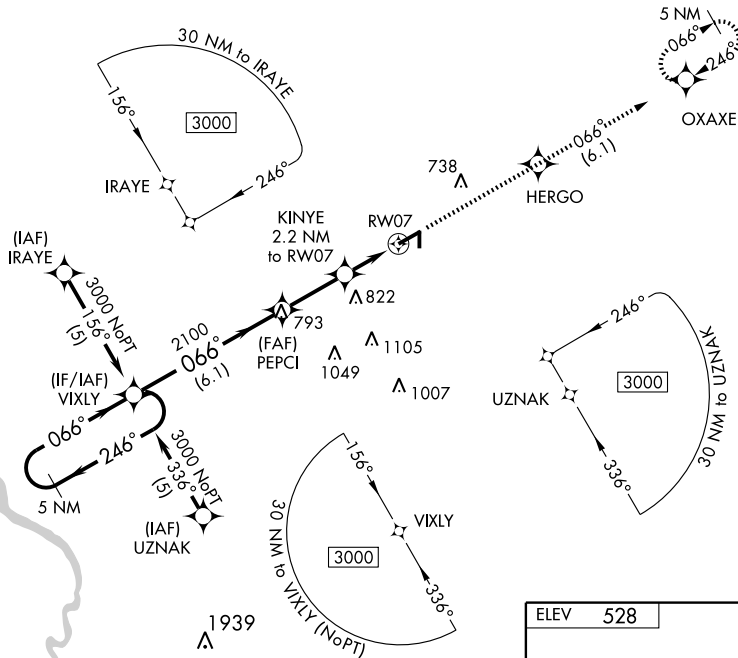 5 NM
066°
246°
OXAXE
30 NM to IRAYE
156°
3000
246°
IRAYE
066°
(6.1)
HERGO
738
RW07
KINYE
2.2 NM
to RW07
822
(IAF)
IRAYE
3000 NoPT
156°
(5)
793
(FAF)
PEPCI
2100
066°
(6.1)
1105
1049
1007
(IF/IAF)
VIXLY
066°
246°
5 NM
3000 NoPT
336°
(5)
(IAF)
UZNAK
246°
UZNAK
3000
336°
30 NM to UZNAK
156°
VIXLY
3000
336°
30 NM to VIXLY (NoPT)
1939
ELEV 528